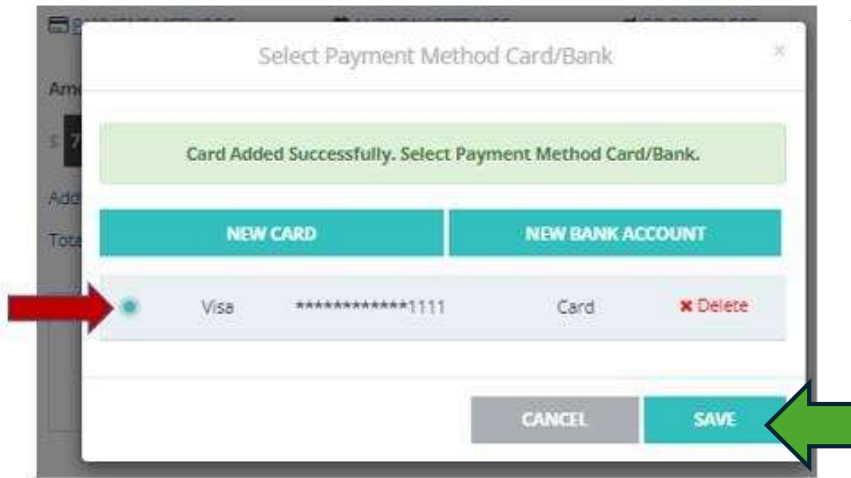 Select Payment Method Card/Bank ×
Card Added Successfully. Select Payment Method Card/Bank.
NEW CARD NEW BANK ACCOUNT
Visa ************1111 Card ✖ Delete
CANCEL SAVE